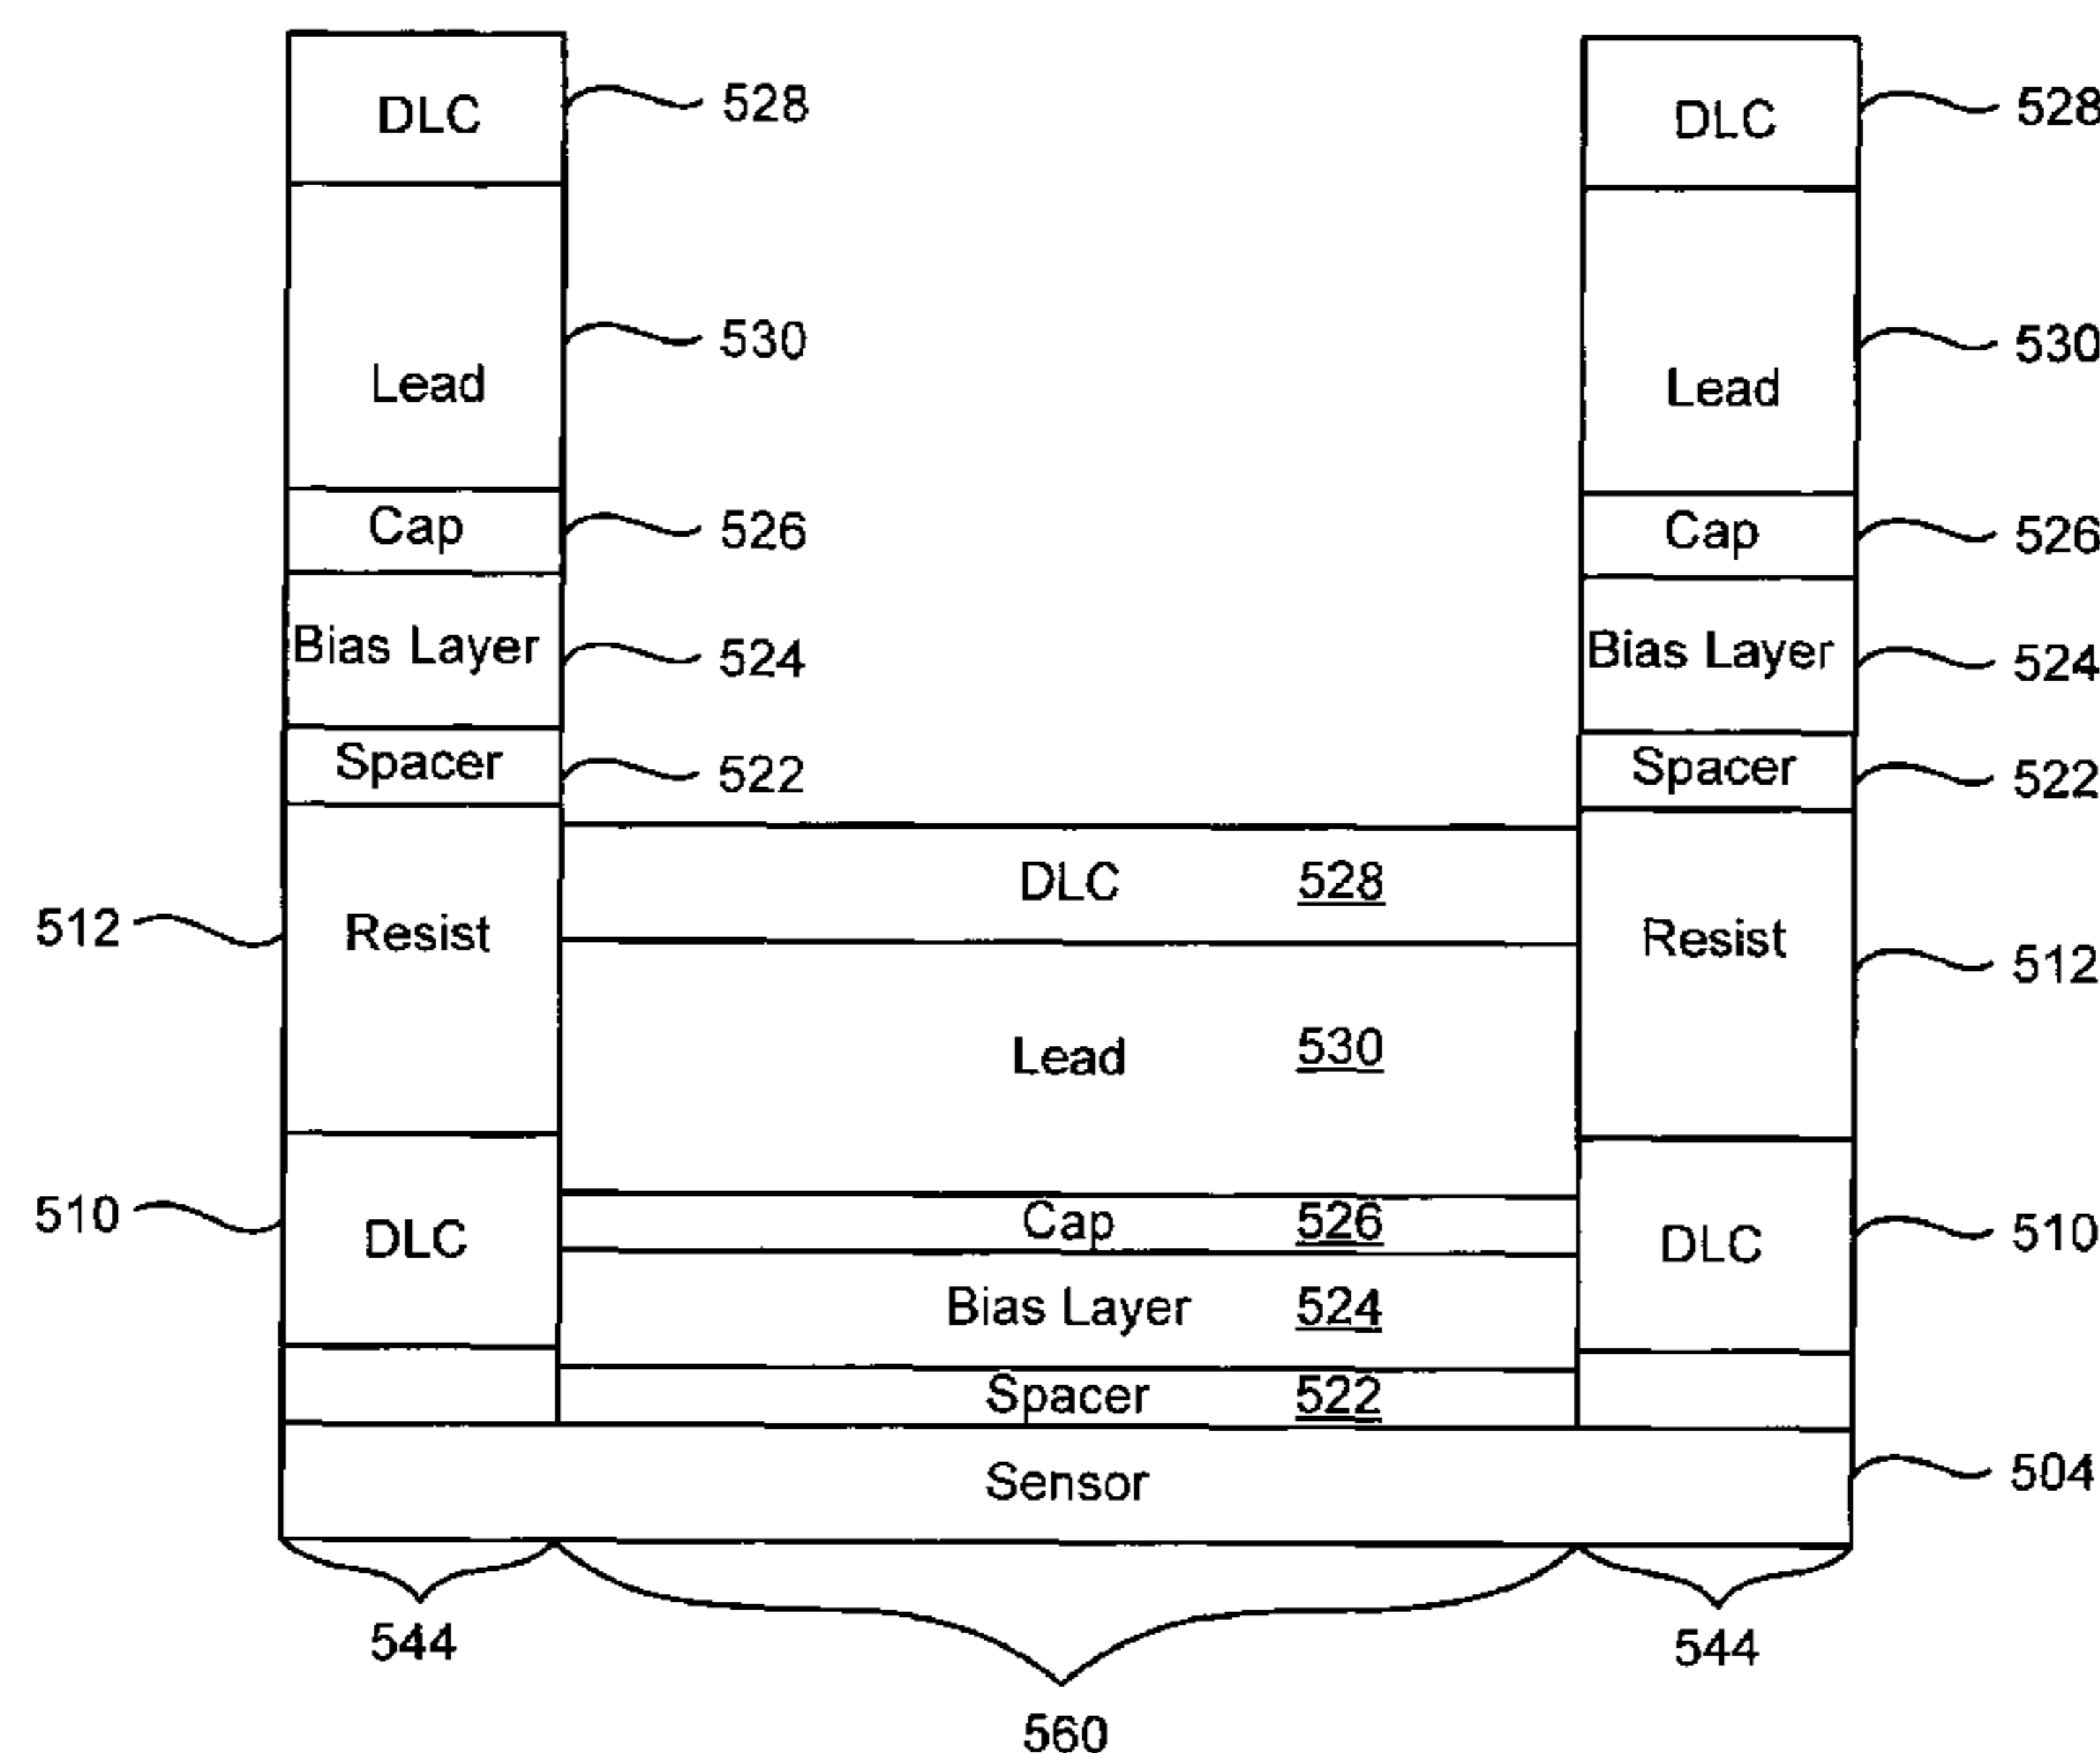 DLC 528 DLC 528
Lead 530 Lead 530
Cap 526 Cap 526
Bias Layer 524 Bias Layer 524
Spacer 522 Spacer 522
DLC 528
512 Resist Resist 512
Lead 530
510 DLC Cap 526 DLC 510
Bias Layer 524
Spacer 522
Sensor 504
544 544
560